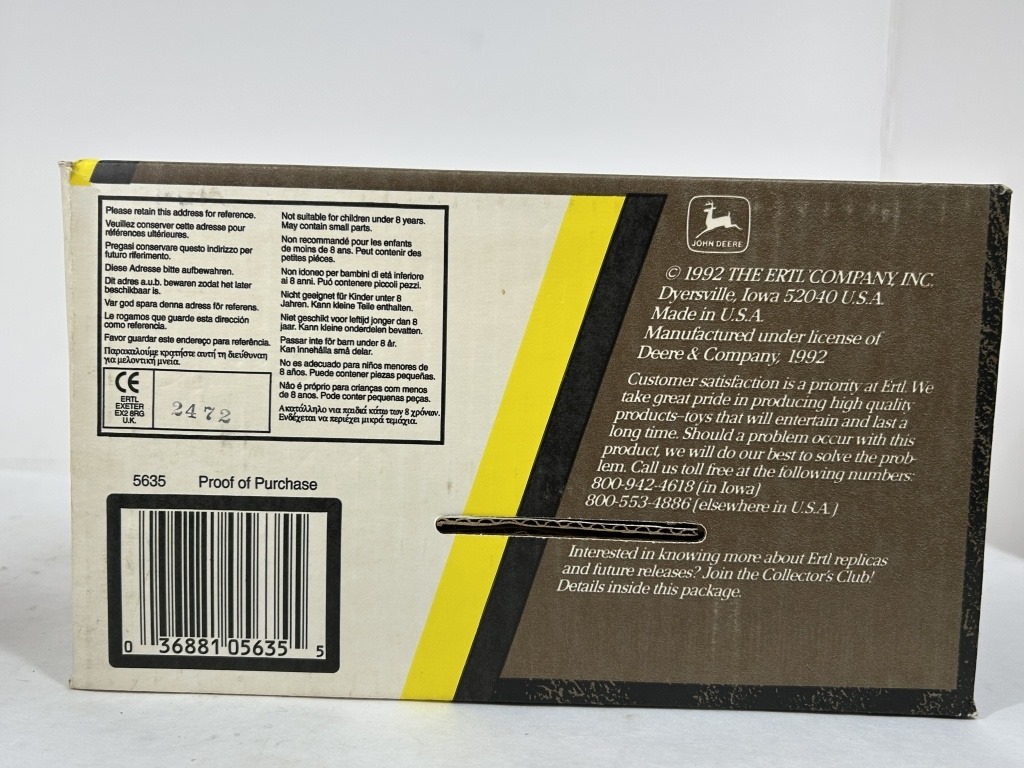 Please retain this address for reference.
Veuillez conserver cette adresse pour
références ultérieures.
Pregasi conservare questo indirizzo per
futuro riferimento.
Diese Adresse bitte aufbewahren.
Dit adres a.u.b. bewaren zodat het later
beschikbaar is.
Var god spara denna adress för referens.
Le rogamos que guarde esta dirección
como referencia.
Favor guardar este endereço para referência.
Παρακαλούμε κρατήστε αυτή τη διεύθυνση
για μελοντική μνεία.
CE
ERTL
EXETER
EX2 8RG
U.K.
2472
Not suitable for children under 8 years.
May contain small parts.
Non recommandé pour les enfants
de moins de 8 ans. Peut contenir des
petites piéces.
Non idoneo per bambini di etá inferiore
ai 8 anni. Puó contenere piccoli pazzi.
Nicht geeignet für Kinder unter 8
Jahren. Kann kleine Teile enthalten.
Niet geschikt voor leftijd jonger dan 8
jaar. Kann kleine onderdelen bevatten.
Passar inte för barn under 8 år.
Kan innehålla små delar.
No es adecuado para niños menores de
8 años. Puede contener piezas pequeñas.
Não é próprio para crianças com menos
de 8 anos. Pode conter pequenas peças.
Ακατάλληλο για παιδιά κάτω των 8 χρόνων.
Ενδέχεται να περιέχει μικρά τεμάχια.
5635 Proof of Purchase
0 36881 05635 5
JOHN DEERE
© 1992 THE ERTL COMPANY, INC.
Dyersville, Iowa 52040 U.S.A.
Made in U.S.A.
Manufactured under license of
Deere & Company, 1992
Customer satisfaction is a priority at Ertl. We
take great pride in producing high quality
products–toys that will entertain and last a
long time. Should a problem occur with this
product, we will do our best to solve the prob-
lem. Call us toll free at the following numbers:
800-942-4618 (in Iowa)
800-553-4886 (elsewhere in U.S.A.)
Interested in knowing more about Ertl replicas
and future releases? Join the Collector's Club!
Details inside this package.